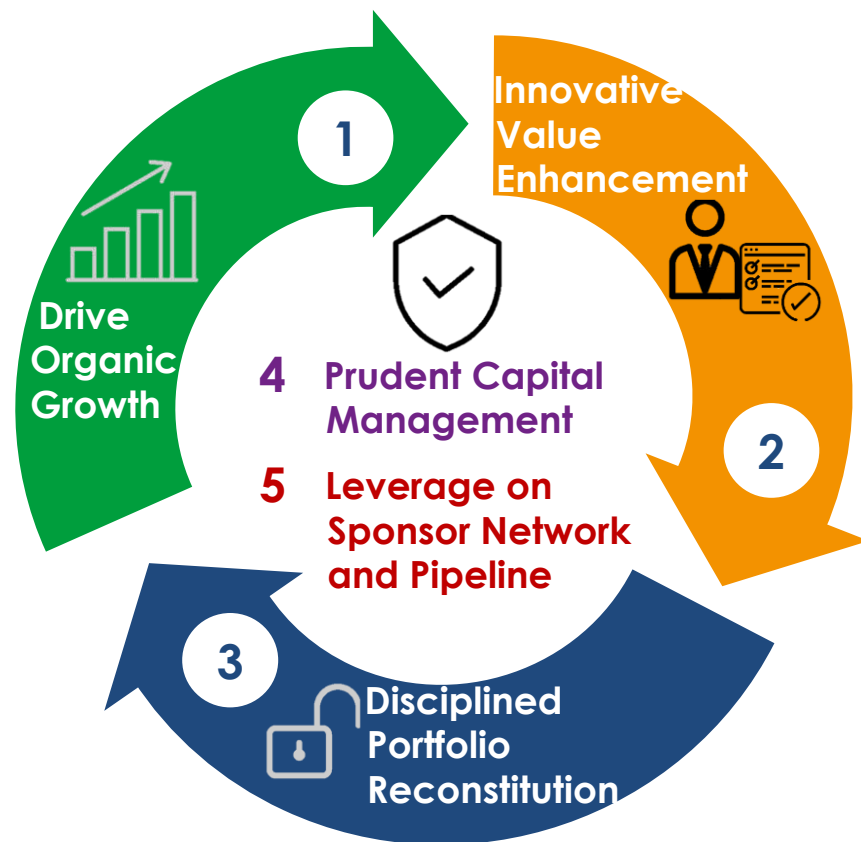 1
Drive
Organic
Growth
Innovative
Value
Enhancement
2
3
Disciplined
Portfolio
Reconstitution
4 Prudent Capital
Management
5 Leverage on
Sponsor Network
and Pipeline